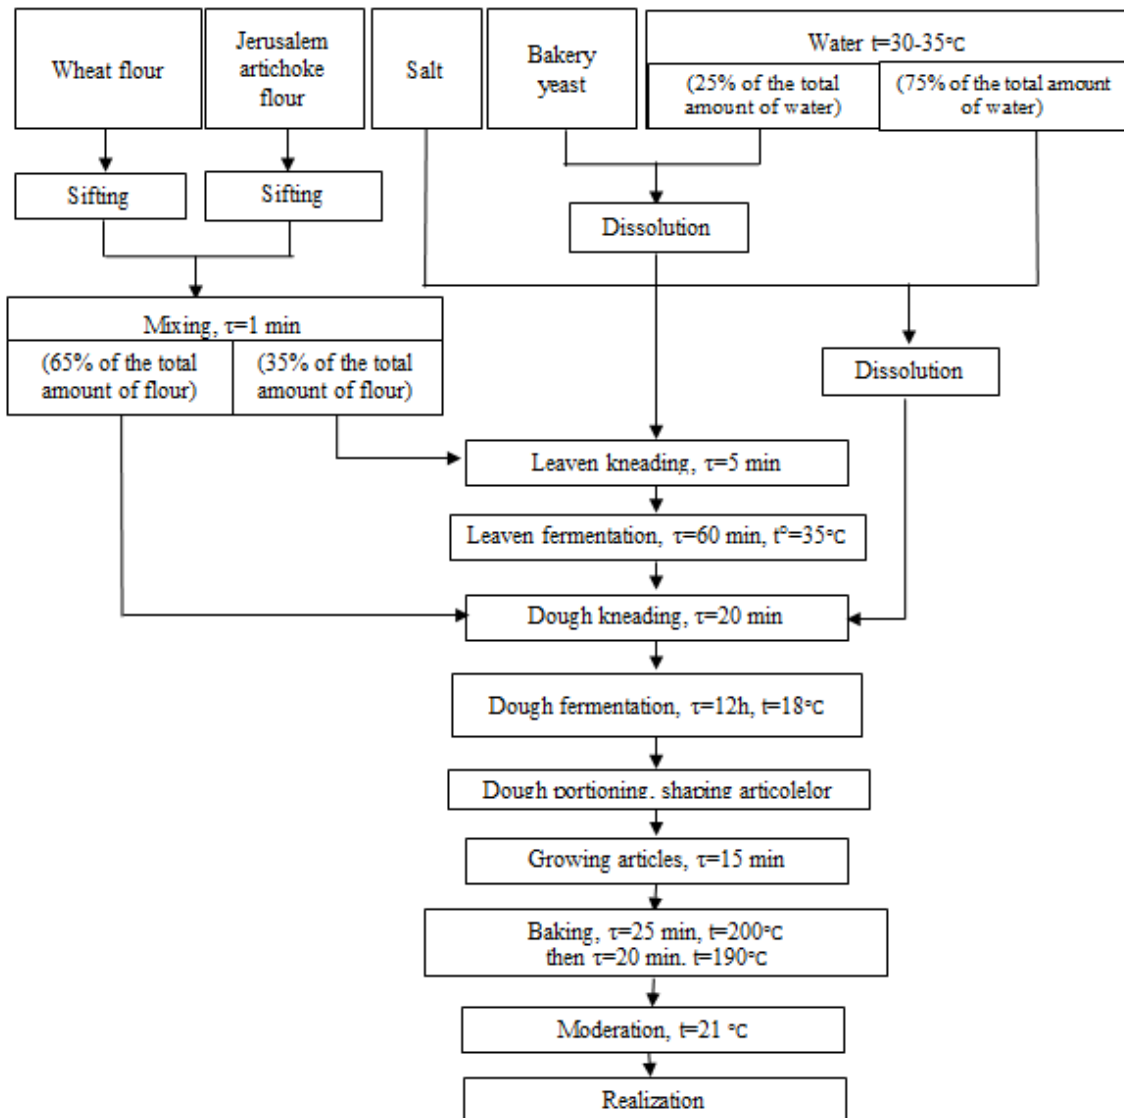 Wheat flour
Jerusalem
artichoke
flour
Salt
Bakery
yeast
Water t=30-35°C
(25% of the total
amount of water)
(75% of the total amount
of water)
Sifting
Sifting
Dissolution
Mixing, τ=1 min
(65% of the total
amount of flour)
(35% of the total
amount of flour)
Dissolution
Leaven kneading, τ=5 min
Leaven fermentation, τ=60 min, t°=35°C
Dough kneading, τ=20 min
Dough fermentation, τ=12h, t=18°C
Dough portioning, shaping articolelor
Growing articles, τ=15 min
Baking, τ=25 min, t=200°C
then τ=20 min. t=190°C
Moderation, t=21 °C
Realization